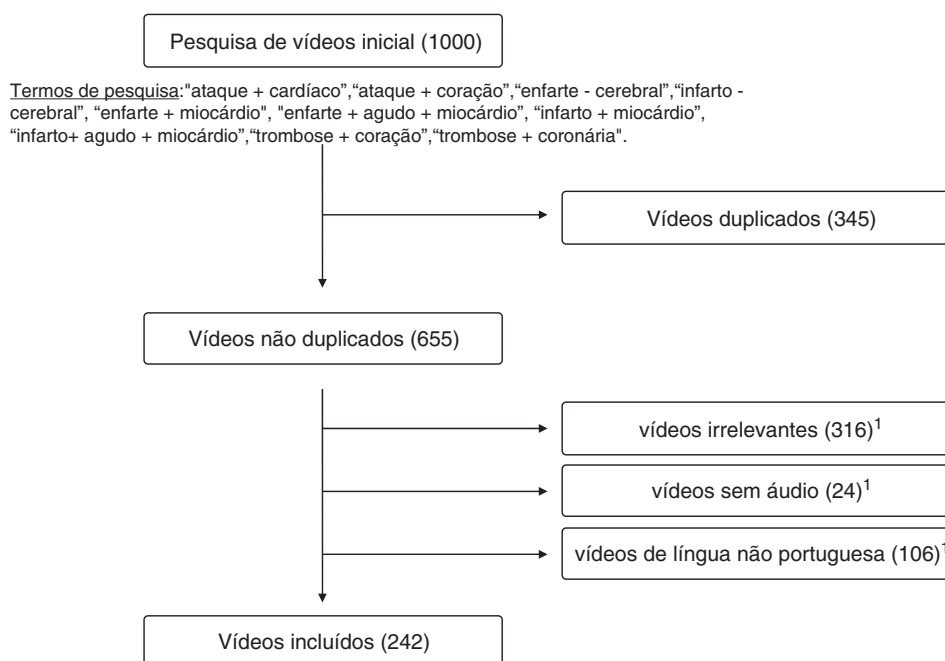 Pesquisa de vídeos inicial (1000)
Termos de pesquisa:"ataque + cardíaco”,“ataque + coração”,“enfarte - cerebral”,“infarto -
cerebral”, “enfarte + miocárdio", "enfarte + agudo + miocárdio”, “infarto + miocárdio”,
“infarto+ agudo + miocárdio”,“trombose + coração”,“trombose + coronária".
Vídeos duplicados (345)
Vídeos não duplicados (655)
vídeos irrelevantes (316)¹
vídeos sem áudio (24)¹
vídeos de língua não portuguesa (106)¹
Vídeos incluídos (242)